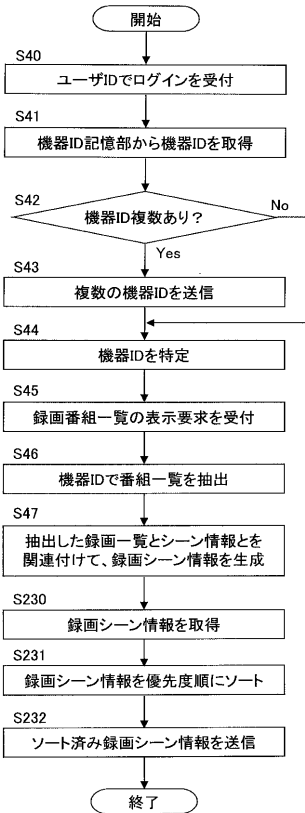 開始
S40
ユーザIDでログインを受付
S41
機器ID記憶部から機器IDを取得
S42
機器ID複数あり?
No
Yes
S43
複数の機器IDを送信
S44
機器IDを特定
S45
録画番組一覧の表示要求を受付
S46
機器IDで番組一覧を抽出
S47
抽出した録画一覧とシーン情報とを
関連付けて、録画シーン情報を生成
S230
録画シーン情報を取得
S231
録画シーン情報を優先度順にソート
S232
ソート済み録画シーン情報を送信
終了